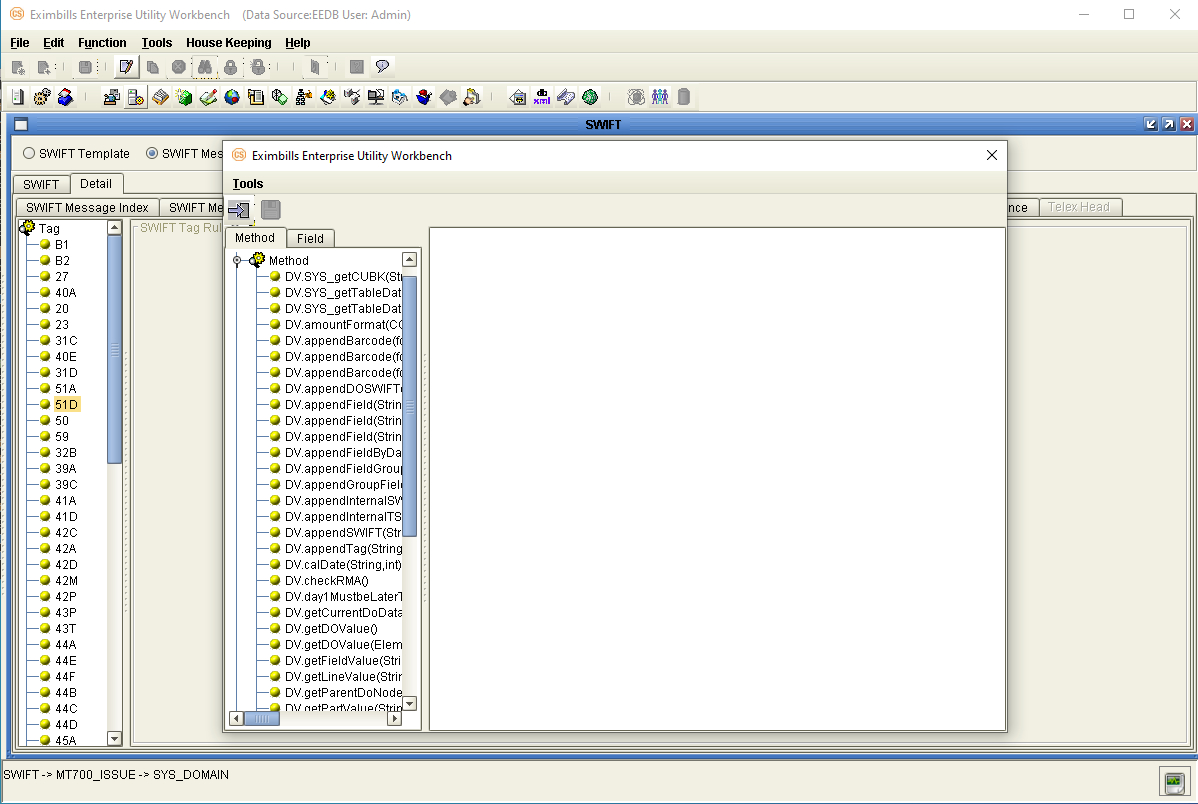 Eximbills Enterprise Utility Workbench (Data Source:EEDB User: Admin)
File Edit Function Tools House Keeping Help
SWIFT
SWIFT Template SWIFT Mes
SWIFT Detail
SWIFT Message Index SWIFT Me nce Telex Head
Tag
B1
B2
27
40A
20
23
31C
40E
31D
51A
51D
50
59
32B
39A
39C
41A
41D
42C
42A
42D
42M
42P
43P
43T
44A
44E
44F
44B
44C
44D
45A
SWIFT Tag Rul
Eximbills Enterprise Utility Workbench
Tools
Method Field
Method
DV.SYS_getCUBK(Str
DV.SYS_getTableDat
DV.SYS_getTableDat
DV.amountFormat(CC
DV.appendBarcode(fo
DV.appendBarcode(fo
DV.appendBarcode(fo
DV.appendDOSWIFT
DV.appendField(Strin
DV.appendField(Strin
DV.appendField(Strin
DV.appendFieldByDa
DV.appendFieldGroup
DV.appendGroupField
DV.appendInternalSW
DV.appendInternalTS
DV.appendSWIFT(Str
DV.appendTag(String
DV.calDate(String,int)
DV.checkRMA()
DV.day1MustbeLaterT
DV.getCurrentDoData
DV.getDOValue()
DV.getDOValue(Elem
DV.getFieldValue(Stri
DV.getLineValue(Strin
DV.getParentDoNode
DV.getPartValue(Strin
SWIFT -> MT700_ISSUE -> SYS_DOMAIN